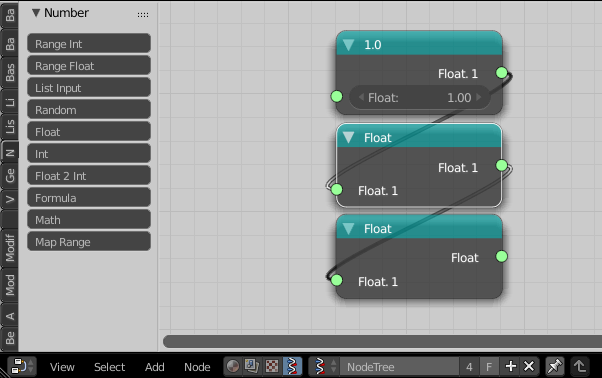 Ba
Ba
Bas
Li
Lis
N
Ge
V
Modif
Mod
A
Be
Number
Range Int
Range Float
List Input
Random
Float
Int
Float 2 Int
Formula
Math
Map Range
1.0
Float. 1
Float: 1.00
Float
Float. 1
Float. 1
Float
Float
Float. 1
View Select Add Node NodeTree 4 F